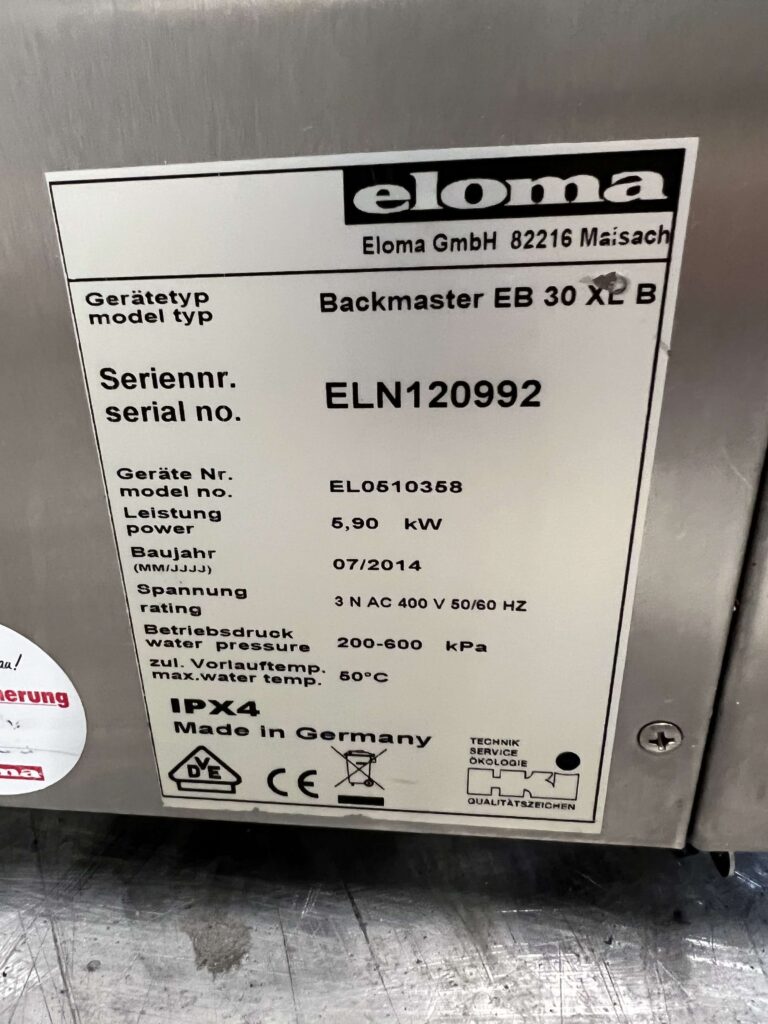 eloma
Eloma GmbH 82216 Maisach
Gerätetyp
model typ
Backmaster EB 30 XL B
Seriennr.
serial no.
ELN120992
Geräte Nr.
model no.
EL0510358
Leistung
power
5,90 kW
Baujahr
(MM/JJJJ)
07/2014
Spannung
rating
3 N AC 400 V 50/60 HZ
Betriebsdruck
water pressure
200-600 kPa
zul. Vorlauftemp.
max.water temp.
50°C
IPX4
Made in Germany
DVE
CE
TECHNIK
SERVICE
ÖKOLOGIE
HKI
QUALITÄTSZEICHEN